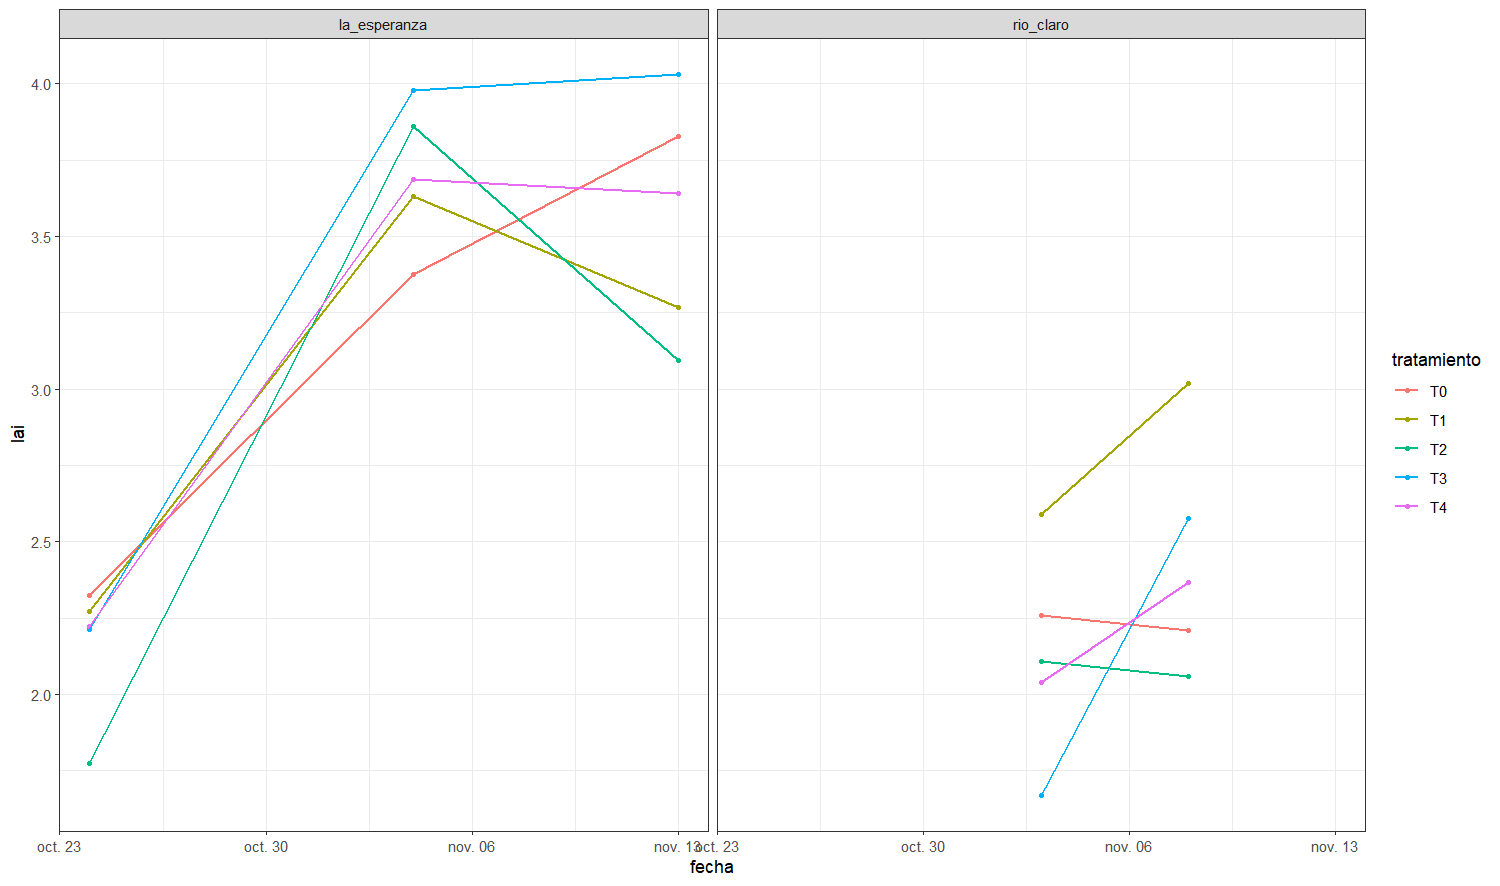 la_esperanza
rio_claro
lai
4.0
3.5
3.0
2.5
2.0
oct. 23
oct. 30
nov. 06
nov. 13
oct. 23
oct. 30
nov. 06
nov. 13
fecha
tratamiento
T0
T1
T2
T3
T4